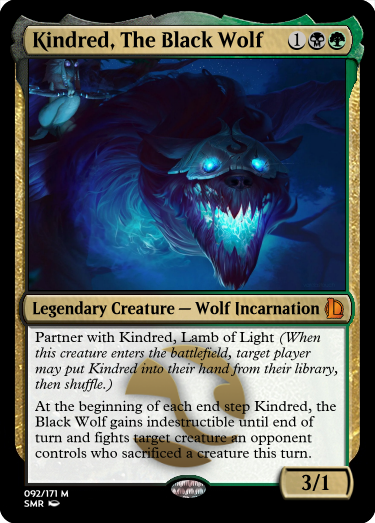 Kindred, The Black Wolf 1
Legendary Creature — Wolf Incarnation
Partner with Kindred, Lamb of Light (When
this creature enters the battlefield, target player
may put Kindred into their hand from their library,
then shuffle.)
At the beginning of each end step Kindred, the
Black Wolf gains indestructible until end of
turn and fights target creature an opponent
controls who sacrificed a creature this turn.
3/1
092/171 M
SMR